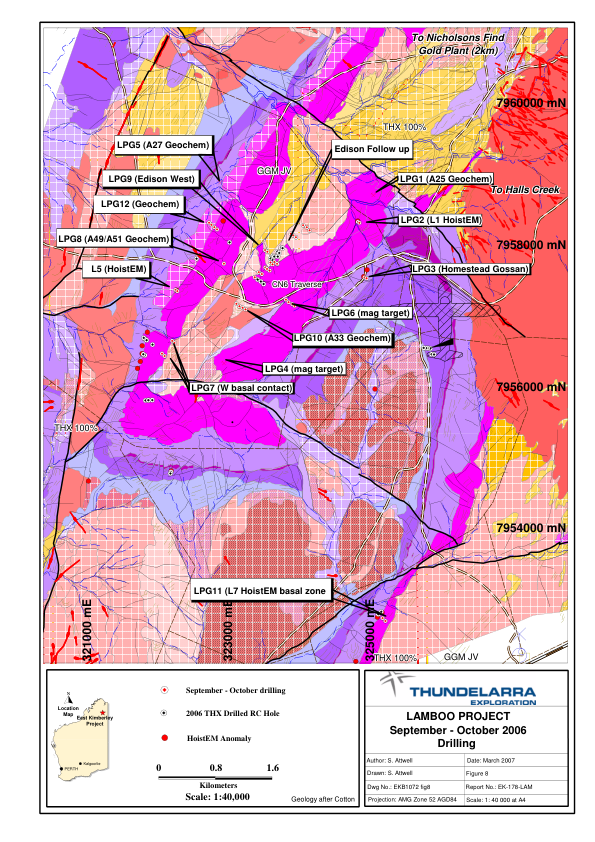 To Nicholsons Find
Gold Plant (2km)
7960000 mN
THX 100%
LPG5 (A27 Geochem)
Edison Follow up
GGM JV
LPG9 (Edison West)
LPG1 (A25 Geochem)
To Halls Creek
LPG12 (Geochem)
LPG2 (L1 HoistEM)
LPG8 (A49/A51 Geochem)
7958000 mN
L5 (HoistEM)
LPG3 (Homestead Gossan)
CN6 Traverse
LPG6 (mag target)
LPG10 (A33 Geochem)
LPG4 (mag target)
LPG7 (W basal contact)
7956000 mN
THX 100%
7954000 mN
LPG11 (L7 HoistEM basal zone
321000 mE
323000 mE
325000 mE
THX 100%
GGM JV
N
Location
Map
East Kimberley
Project
Kalgoorlie
PERTH
September - October drilling
2006 THX Drilled RC Hole
HoistEM Anomaly
0 0.8 1.6
Kilometers
Scale: 1:40,000
Geology after Cotton
THUNDELARRA
EXPLORATION
LAMBOO PROJECT
September - October 2006
Drilling
Author: S. Attwell
Date: March 2007
Drawn: S. Attwell
Figure 8
Dwg No.: EKB1072 fig8
Report No.: EK-178-LAM
Projection: AMG Zone 52 AGD84
Scale: 1: 40 000 at A4